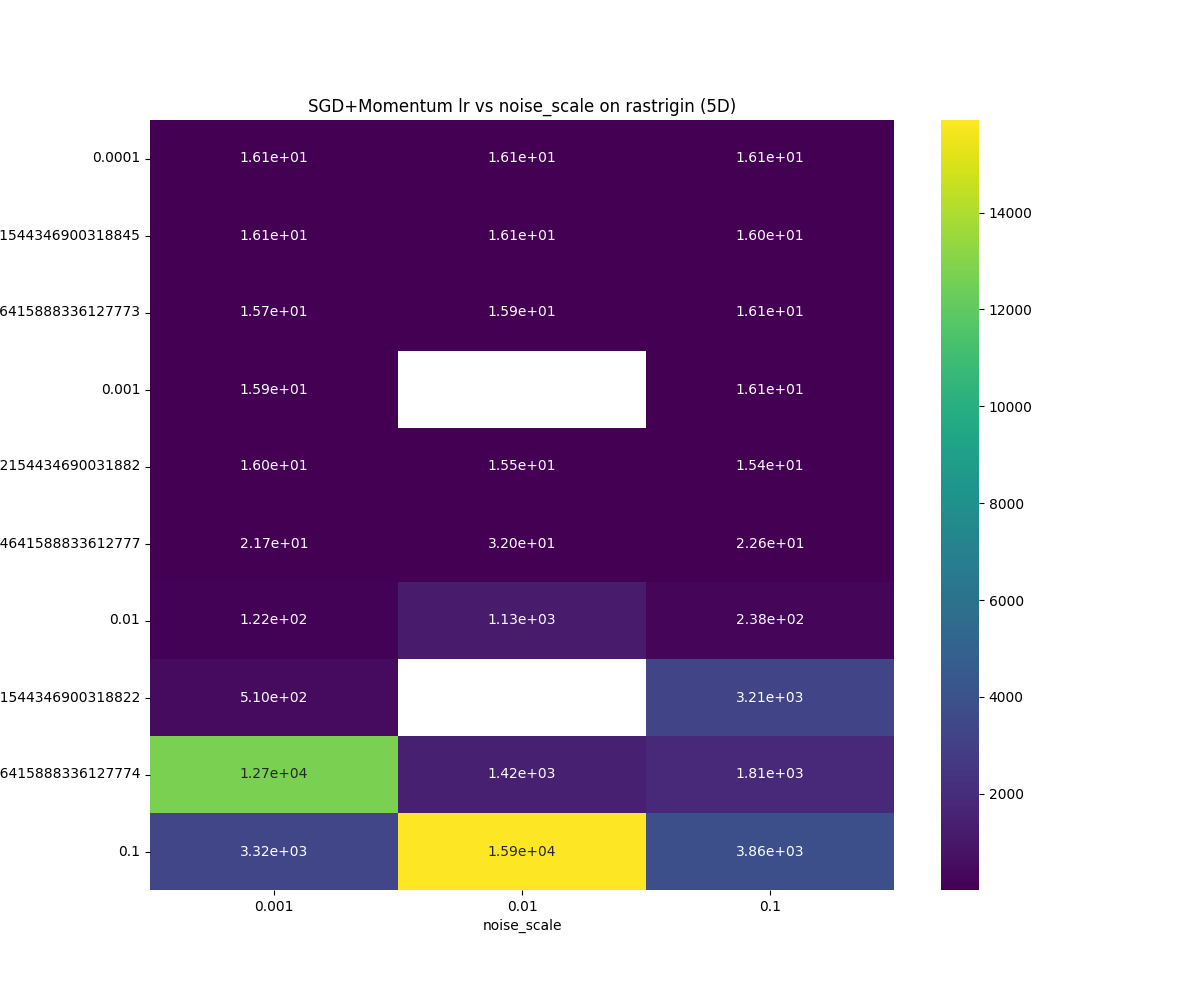 SGD+Momentum lr vs noise_scale on rastrigin (5D)
0.0001 1.61e+01 1.61e+01 1.61e+01
1544346900318845 1.61e+01 1.61e+01 1.60e+01
6415888336127773 1.57e+01 1.59e+01 1.61e+01
0.001 1.59e+01 1.61e+01
2154434690031882 1.60e+01 1.55e+01 1.54e+01
4641588833612777 2.17e+01 3.20e+01 2.26e+01
0.01 1.22e+02 1.13e+03 2.38e+02
1544346900318822 5.10e+02 3.21e+03
6415888336127774 1.27e+04 1.42e+03 1.81e+03
0.1 3.32e+03 1.59e+04 3.86e+03
0.001 0.01 0.1
noise_scale
14000
12000
10000
8000
6000
4000
2000